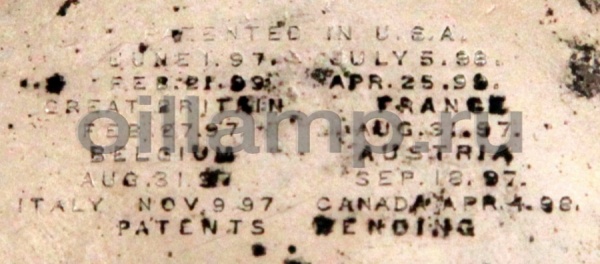 PATENTED IN U.S.A.
JUNE 1.97. JULY 5.98.
FEB.21.99. APR.25.99.
GREAT BRITAIN FRANCE
FEB.27.97. AUG.31.97.
oillamp.ru
BELGIUM AUSTRIA
AUG.31.97 SEP.18.97.
ITALY NOV.9.97 CANADA APR.4.98.
PATENTS PENDING